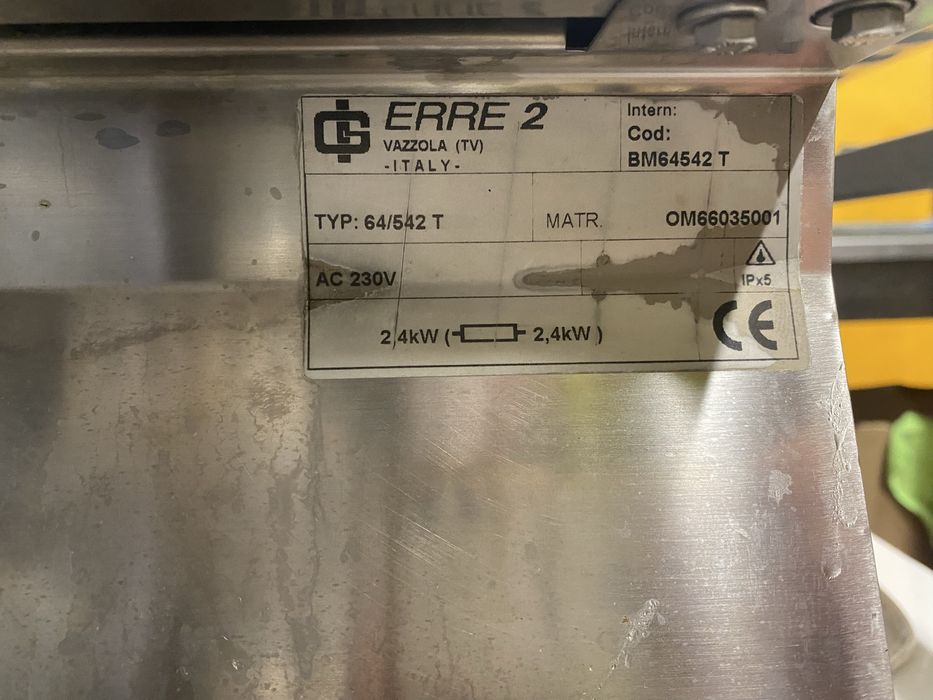 ERRE 2
VAZZOLA (TV)
-ITALY-
Intern:
Cod:
BM64542 T
TYP: 64/542 T
MATR.
OM66035001
AC 230V
IPx5
2,4kW ( 2,4kW )
CE